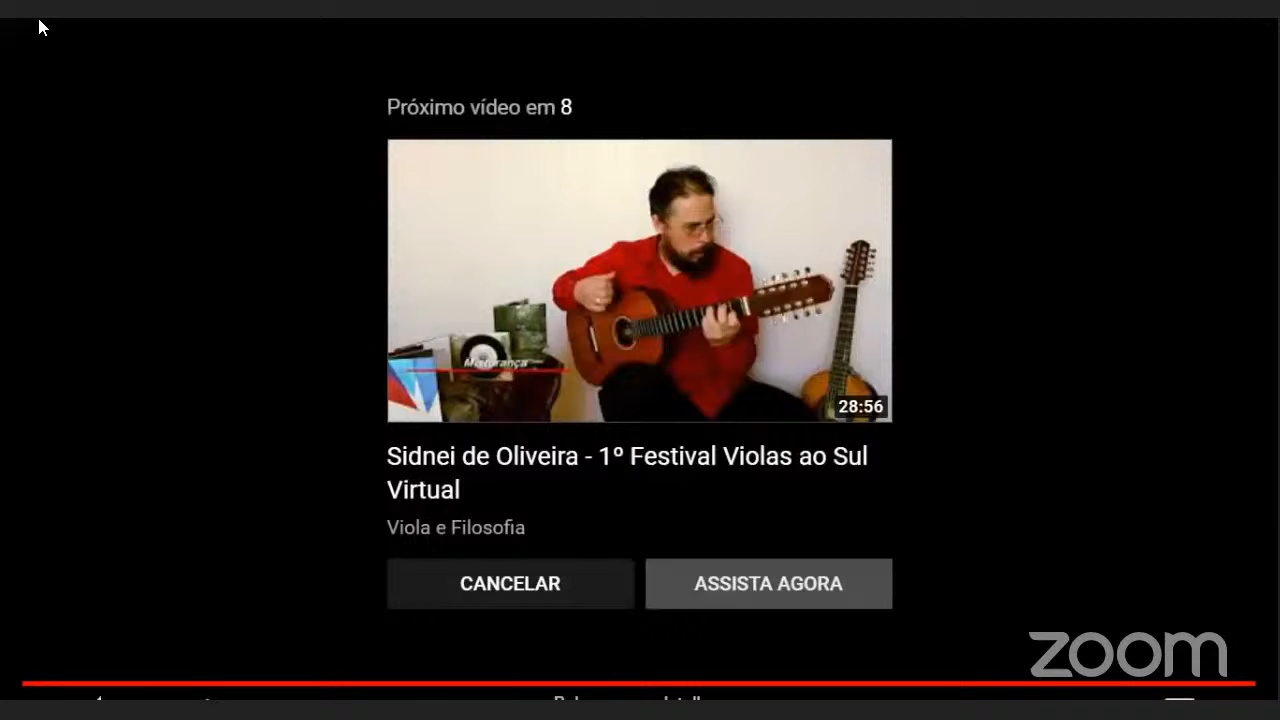 Próximo vídeo em 8
Mudança
28:56
Sidnei de Oliveira - 1º Festival Violas ao Sul
Virtual
Viola e Filosofia
CANCELAR
ASSISTA AGORA
zoom